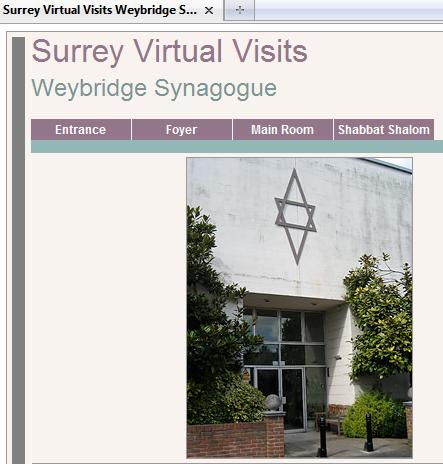 Surrey Virtual Visits Weybridge S... ×
Surrey Virtual Visits
Weybridge Synagogue
Entrance Foyer Main Room Shabbat Shalom